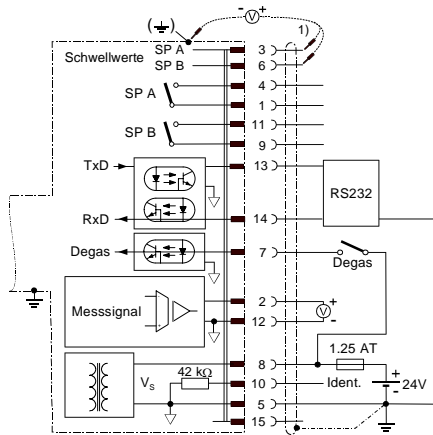 - V +
( ⏚ )
1)
Schwellwerte
SP A
SP B
3
6
SP A
4
1
SP B
11
9
TxD
13
RS232
RxD
14
Degas
7
Degas
Messsignal
2
+
V
-
12
8
1.25 AT
VS
42 kΩ
10
Ident.
+
24V
-
5
15